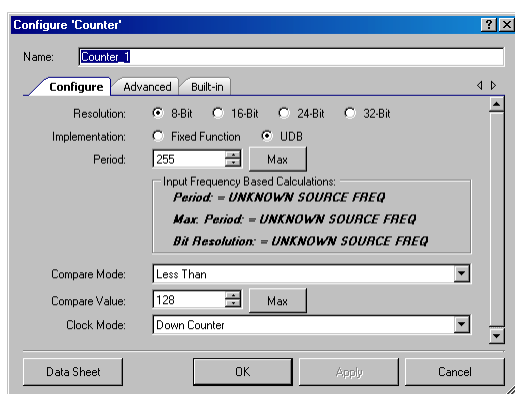 Configure 'Counter'
Name: Counter_1
Configure Advanced Built-in
Resolution: 8-Bit 16-Bit 24-Bit 32-Bit
Implementation: Fixed Function UDB
Period: 255 Max
Input Frequency Based Calculations:
Period: = UNKNOWN SOURCE FREQ
Max. Period: = UNKNOWN SOURCE FREQ
Bit Resolution: = UNKNOWN SOURCE FREQ
Compare Mode: Less Than
Compare Value: 128 Max
Clock Mode: Down Counter
Data Sheet OK Apply Cancel